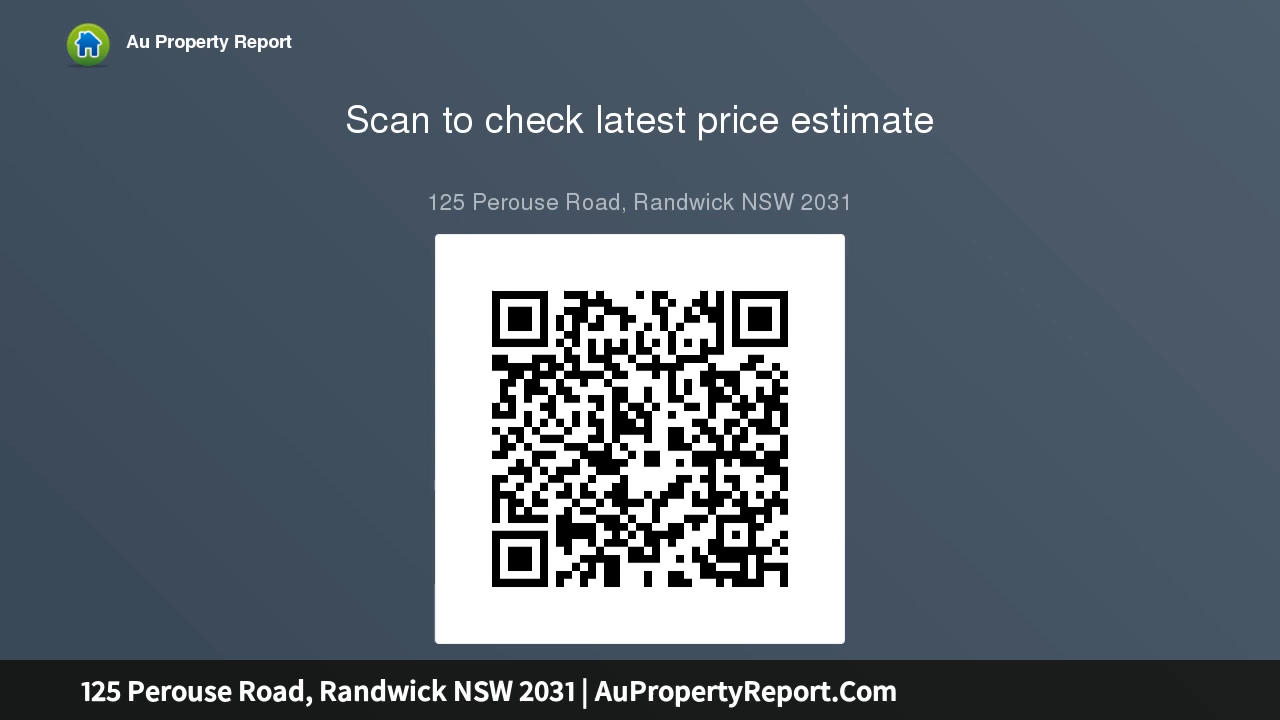 Au Property Report
Scan to check latest price estimate
125 Perouse Road, Randwick NSW 2031
125 Perouse Road, Randwick NSW 2031 | AuPropertyReport.Com